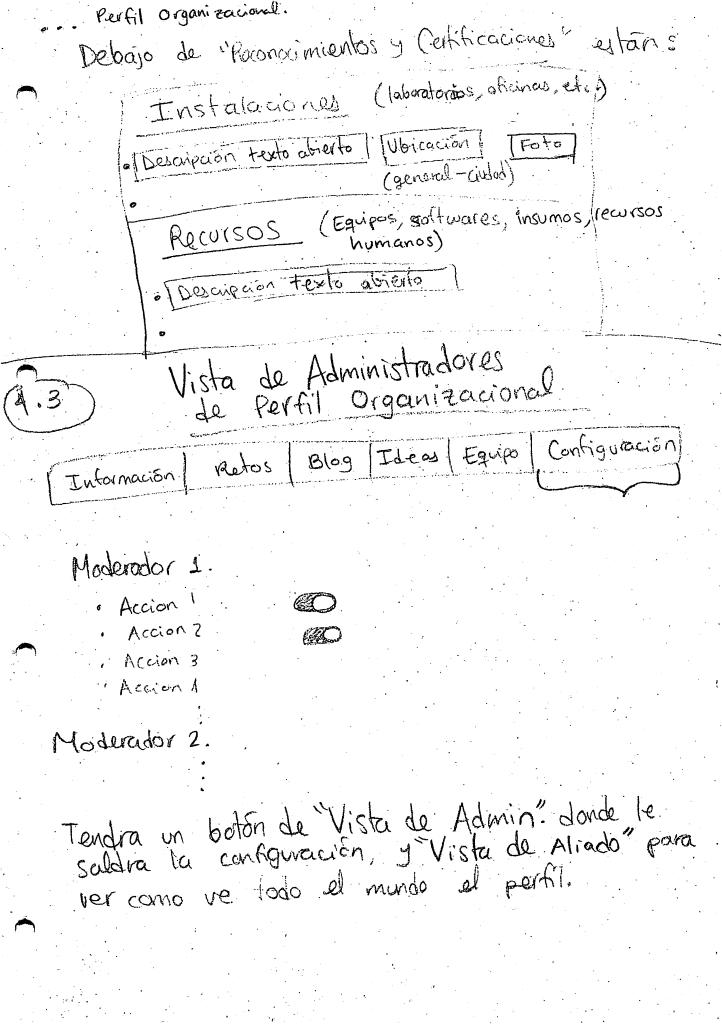 ... Perfil Organizacional.
Debajo de "Reconocimientos y Certificaciones" están:
Instalaciones (laboratorios, oficinas, etc.)
• Descripción texto abierto Ubicación Foto
(general-ciudad)
•
Recursos (Equipos, softwares, insumos, recursos
humanos)
• Descripción texto abierto
•
4.3 Vista de Administradores
de Perfil Organizacional
Información Retos Blog Ideas Equipo Configuración
Moderador 1.
• Accion 1
• Accion 2
• Accion 3
• Accion 4
Moderador 2.
Tendra un botón de "Vista de Admin". donde le
saldra la configuración, y "Vista de Aliado" para
ver como ve todo el mundo el perfil.